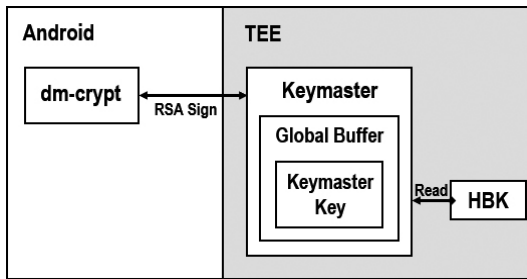 Android
TEE
dm-crypt
RSA Sign
Keymaster
Global Buffer
Keymaster
Key
Read
HBK